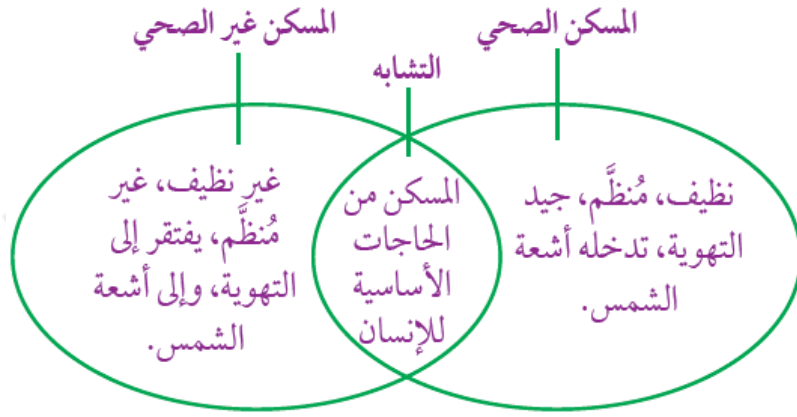 المسكن الصحي
المسكن غير الصحي
التشابه
نظيف، مُنظَّم، جيد
التهوية، تدخله أشعة
الشمس.
المسكن من
الحاجات
الأساسية
للإنسان
غير نظيف، غير
مُنظَّم، يفتقر إلى
التهوية، وإلى أشعة
الشمس.